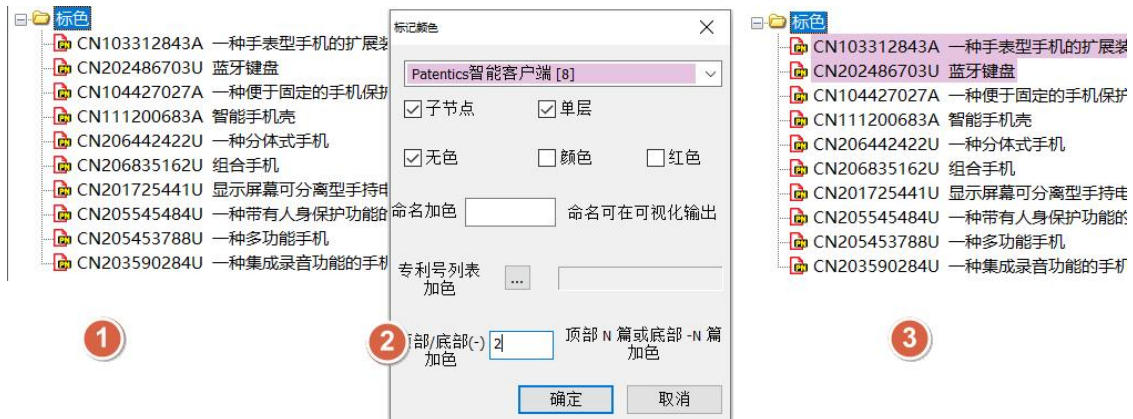 标色
CN103312843A 一种手表型手机的扩展装
CN202486703U 蓝牙键盘
CN104427027A 一种便于固定的手机保护
CN111200683A 智能手机壳
CN206442422U 一种分体式手机
CN206835162U 组合手机
CN201725441U 显示屏幕可分离型手持电
CN205545484U 一种带有人身保护功能的
CN205453788U 一种多功能手机
CN203590284U 一种集成录音功能的手机
1
标记颜色
Patentics智能客户端 [8]
子节点 单层
无色 颜色 红色
命名加色 命名可在可视化输出
专利号列表
加色
...
2
部/底部(-) 2 顶部 N 篇或底部 -N 篇
加色 加色
确定 取消
标色
CN103312843A 一种手表型手机的扩展装
CN202486703U 蓝牙键盘
CN104427027A 一种便于固定的手机保护
CN111200683A 智能手机壳
CN206442422U 一种分体式手机
CN206835162U 组合手机
CN201725441U 显示屏幕可分离型手持电
CN205545484U 一种带有人身保护功能的
CN205453788U 一种多功能手机
CN203590284U 一种集成录音功能的手机
3